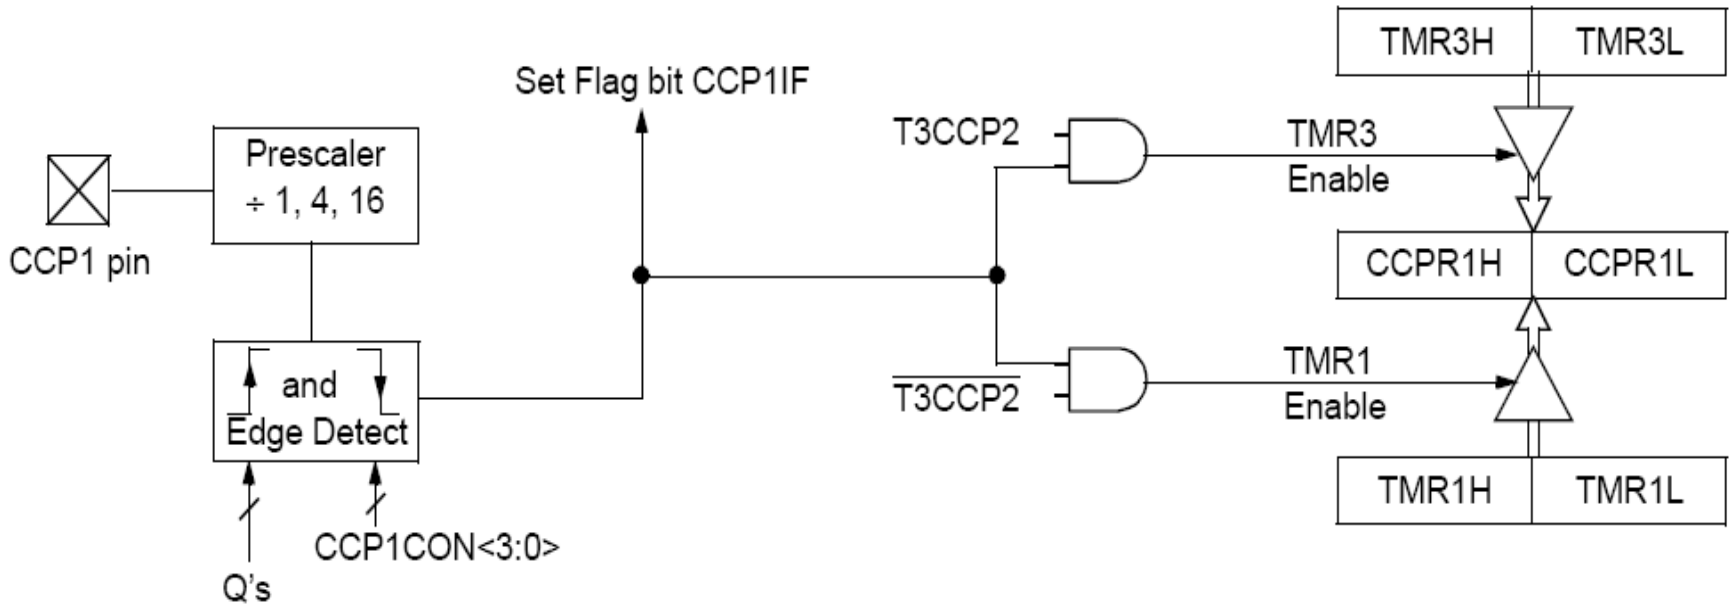 TMR3H TMR3L
Set Flag bit CCP1IF
Prescaler
÷ 1, 4, 16
CCP1 pin
T3CCP2
TMR3
Enable
CCPR1H CCPR1L
and
Edge Detect
T3CCP2
TMR1
Enable
TMR1H TMR1L
CCP1CON<3:0>
Q's